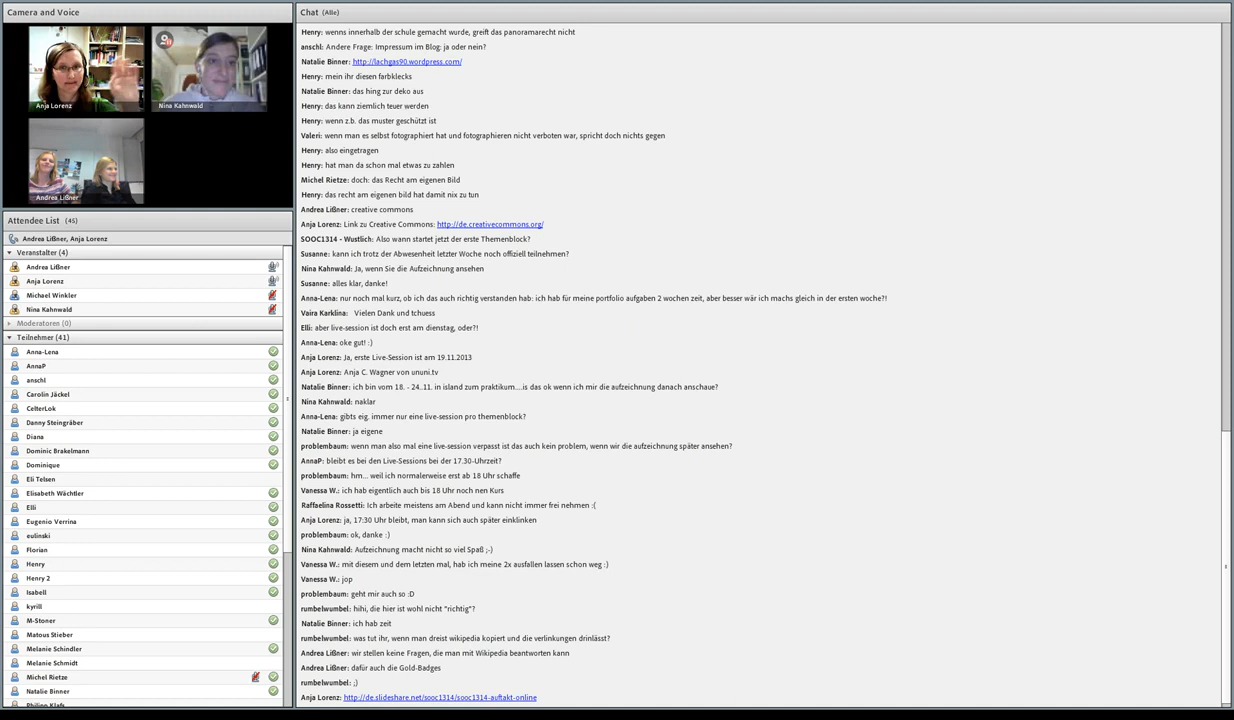 Camera and Voice
Anja Lorenz
Nina Kahnwald
Andrea Lißner
Attendee List (45)
Andrea Lißner, Anja Lorenz
Veranstalter (4)
Andrea Lißner
Anja Lorenz
Michael Winkler
Nina Kahnwald
Moderatoren (0)
Teilnehmer (41)
Anna-Lena
AnnaP
anschl
Carolin Jäckel
CelterLok
Danny Steingräber
Diana
Dominic Brakelmann
Dominique
Eli Telsen
Elisabeth Wächtler
Elli
Eugenio Verrina
eulinski
Florian
Henry
Henry 2
Isabell
kyrill
M-Stoner
Matous Stieber
Melanie Schindler
Melanie Schmidt
Michel Rietze
Natalie Binner
Philipp Klafs
Chat (Alle)
Henry: wenns innerhalb der schule gemacht wurde, greift das panoramarecht nicht
anschl: Andere Frage: Impressum im Blog: ja oder nein?
Natalie Binner: http://lachgas90.wordpress.com/
Henry: mein ihr diesen farbklecks
Natalie Binner: das hing zur deko aus
Henry: das kann ziemlich teuer werden
Henry: wenn z.b. das muster geschützt ist
Valeri: wenn man es selbst fotographiert hat und fotographieren nicht verboten war, spricht doch nichts gegen
Henry: also eingetragen
Henry: hat man da schon mal etwas zu zahlen
Michel Rietze: doch: das Recht am eigenen Bild
Henry: das recht am eigenen bild hat damit nix zu tun
Andrea Lißner: creative commons
Anja Lorenz: Link zu Creative Commons: http://de.creativecommons.org/
SOOC1314 - Wustlich: Also wann startet jetzt der erste Themenblock?
Susanne: kann ich trotz der Abwesenheit letzter Woche noch offiziell teilnehmen?
Nina Kahnwald: Ja, wenn Sie die Aufzeichnung ansehen
Susanne: alles klar, danke!
Anna-Lena: nur noch mal kurz, ob ich das auch richtig verstanden hab: ich hab für meine portfolio aufgaben 2 wochen zeit, aber besser wär ich machs gleich in der ersten woche?!
Vaira Karklina: Vielen Dank und tchuess
Elli: aber live-session ist doch erst am dienstag, oder?!
Anna-Lena: oke gut! :)
Anja Lorenz: Ja, erste Live-Session ist am 19.11.2013
Anja Lorenz: Anja C. Wagner von ununi.tv
Natalie Binner: ich bin vom 18. - 24..11. in island zum praktikum....is das ok wenn ich mir die aufzeichnung danach anschaue?
Nina Kahnwald: naklar
Anna-Lena: gibts eig. immer nur eine live-session pro themenblock?
Natalie Binner: ja eigene
problembaum: wenn man also mal eine live-session verpasst ist das auch kein problem, wenn wir die aufzeichnung später ansehen?
AnnaP: bleibt es bei den Live-Sessions bei der 17.30-Uhrzeit?
problembaum: hm... weil ich normalerweise erst ab 18 Uhr schaffe
Vanessa W.: ich hab eigentlich auch bis 18 Uhr noch nen Kurs
Raffaelina Rossetti: Ich arbeite meistens am Abend und kann nicht immer frei nehmen :(
Anja Lorenz: ja, 17:30 Uhr bleibt, man kann sich auch später einklinken
problembaum: ok, danke :)
Nina Kahnwald: Aufzeichnung macht nicht so viel Spaß ;-)
Vanessa W.: mit diesem und dem letzten mal, hab ich meine 2x ausfallen lassen schon weg :)
Vanessa W.: jop
problembaum: geht mir auch so :D
rumbelwumbel: hihi, die hier ist wohl nicht "richtig"?
Natalie Binner: ich hab zeit
rumbelwumbel: was tut ihr, wenn man dreist wikipedia kopiert und die verlinkungen drinlässt?
Andrea Lißner: wir stellen keine Fragen, die man mit Wikipedia beantworten kann
Andrea Lißner: dafür auch die Gold-Badges
rumbelwumbel: ;)
Anja Lorenz: http://de.slideshare.net/sooc1314/sooc1314-auftakt-online